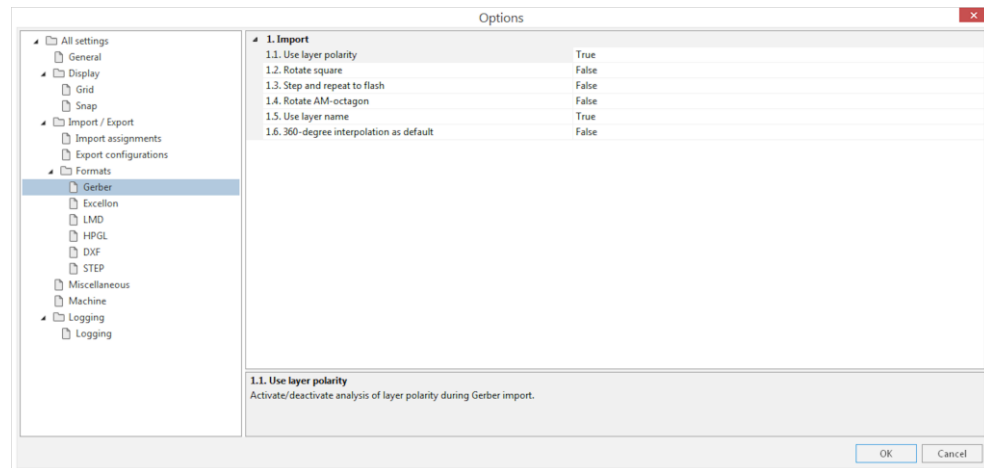 Options
All settings
General
Display
Grid
Snap
Import / Export
Import assignments
Export configurations
Formats
Gerber
Excellon
LMD
HPGL
DXF
STEP
Miscellaneous
Machine
Logging
Logging
1. Import
1.1. Use layer polarity True
1.2. Rotate square False
1.3. Step and repeat to flash False
1.4. Rotate AM-octagon False
1.5. Use layer name True
1.6. 360-degree interpolation as default False
1.1. Use layer polarity
Activate/deactivate analysis of layer polarity during Gerber import.
OK Cancel